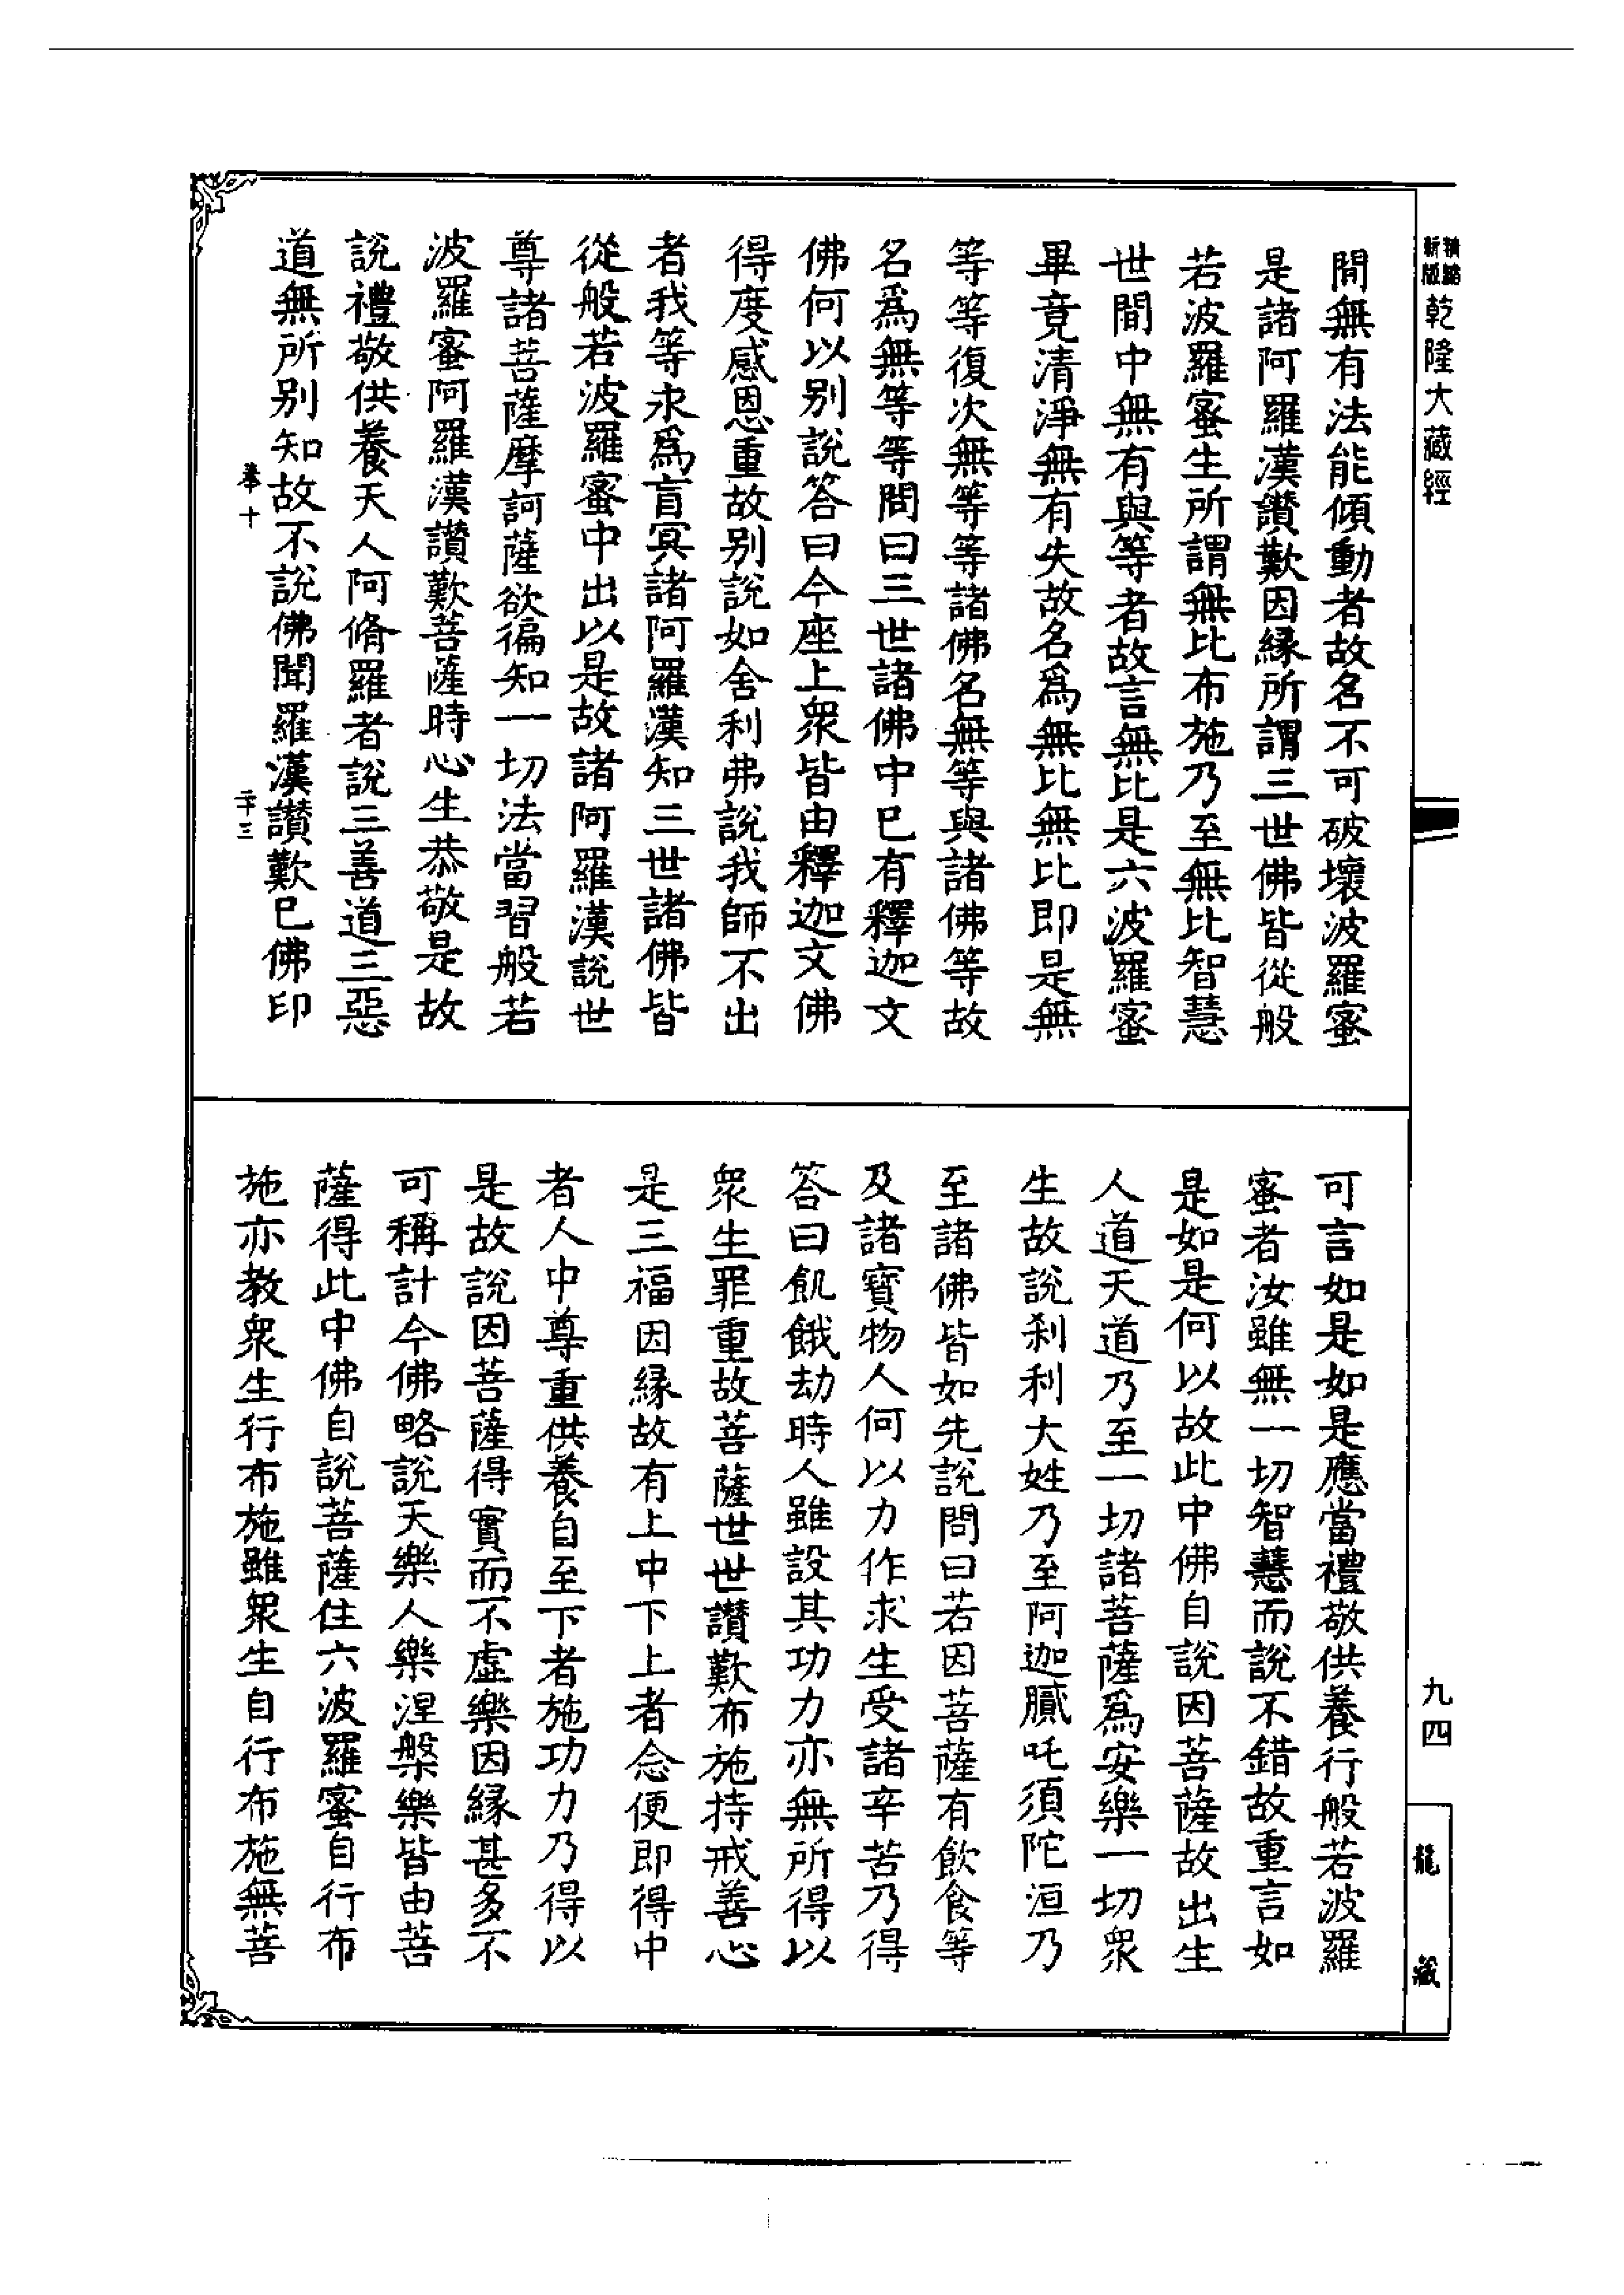 新版 精縮 乾隆大藏經
間無有法能傾動者故名不可破壞波羅蜜
是諸阿羅漢讚歎因緣所謂三世佛皆從般
若波羅蜜生所謂無比布施乃至無比智慧
世間中無有與等者故言無比是六波羅蜜
畢竟清淨無有失故名爲無比無比即是無
等等復次無等等諸佛名無等與諸佛等故
名爲無等等問曰三世諸佛中已有釋迦文
佛何以別說答曰今座上衆皆由釋迦文佛
得度感恩重故別說如舍利弗說我師不出
者我等永爲盲冥諸阿羅漢知三世諸佛皆
從般若波羅蜜中出以是故諸阿羅漢說世
尊諸菩薩摩訶薩欲徧知一切法當習般若
波羅蜜阿羅漢讚歎菩薩時心生恭敬是故
說禮敬供養天人阿脩羅者說三善道三惡
道無所別知故不說佛聞羅漢讚歎已佛印
奉十 二十三
可言如是如是應當禮敬供養行般若波羅
蜜者汝雖無一切智慧而說不錯故重言如
是如是何以故此中佛自說因菩薩故出生
人道天道乃至一切諸菩薩爲安樂一切衆
生故說刹利大姓乃至阿迦膩吒須陀洹乃
至諸佛皆如先說問曰若因菩薩有飲食等
及諸寶物人何以力作求生受諸辛苦乃得
答曰飢餓劫時人雖設其功力亦無所得以
衆生罪重故菩薩世世讚歎布施持戒善心
是三福因緣故有上中下上者念便即得中
者人中尊重供養自至下者施功力乃得以
是故說因菩薩得實而不虛樂因緣甚多不
可稱計今佛略說天樂人樂涅槃樂皆由菩
薩得此中佛自說菩薩住六波羅蜜自行布
施亦教衆生行布施雖衆生自行布施無菩
九四
龍藏